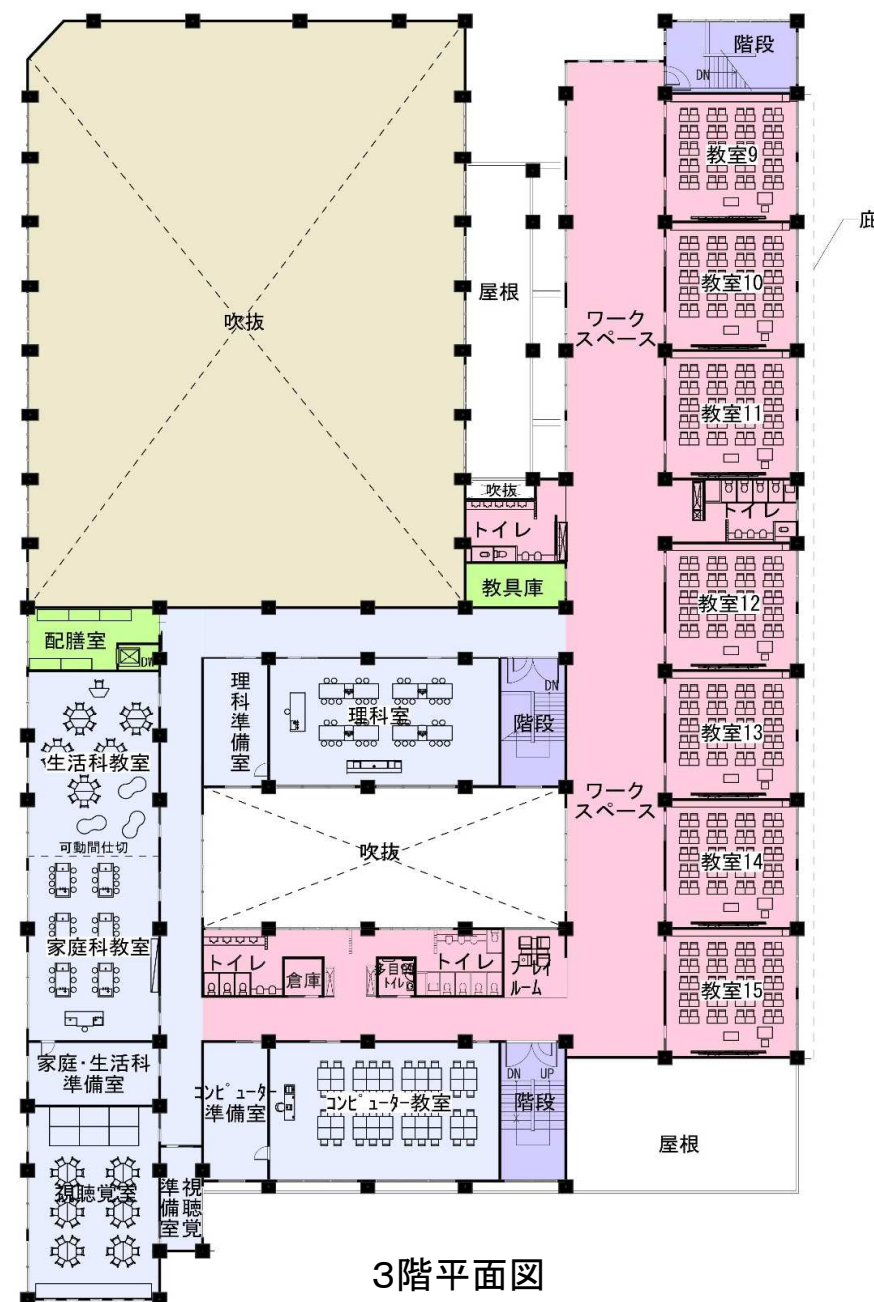 階段
DN
教室9
庇
教室10
屋根
吹抜
ワーク
スペース
教室11
吹抜
トイレ
トイレ
教具庫
教室12
配膳室
DW
理科準備室
理科室
DN
階段
生活科教室
教室13
ワーク
スペース
可動間仕切
吹抜
教室14
家庭科教室
トイレ
倉庫
多目的
トイレ
トイレ
プレイ
ルーム
教室15
家庭・生活科
準備室
コンピューター
準備室
コンピューター教室
DN UP
階段
屋根
視聴覚室
視聴覚
準備室
3階平面図